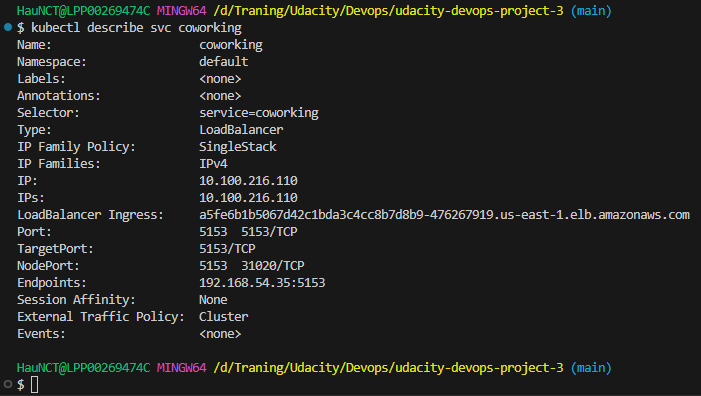 HauNCT@LPP00269474C MINGW64 /d/Traning/Udacity/Devops/udacity-devops-project-3 (main)
$ kubectl describe svc coworking
Name: coworking
Namespace: default
Labels: <none>
Annotations: <none>
Selector: service=coworking
Type: LoadBalancer
IP Family Policy: SingleStack
IP Families: IPv4
IP: 10.100.216.110
IPs: 10.100.216.110
LoadBalancer Ingress: a5fe6b1b5067d42c1bda3c4cc8b7d8b9-476267919.us-east-1.elb.amazonaws.com
Port: 5153 5153/TCP
TargetPort: 5153/TCP
NodePort: 5153 31020/TCP
Endpoints: 192.168.54.35:5153
Session Affinity: None
External Traffic Policy: Cluster
Events: <none>
HauNCT@LPP00269474C MINGW64 /d/Traning/Udacity/Devops/udacity-devops-project-3 (main)
$